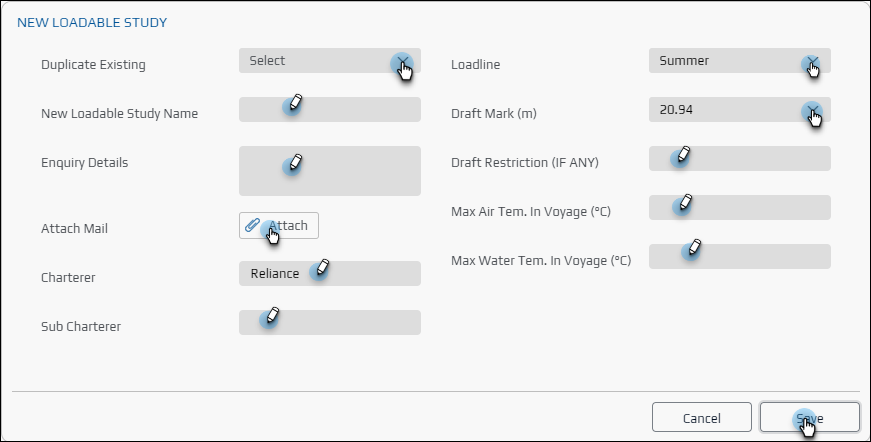 NEW LOADABLE STUDY
Duplicate Existing
Select
New Loadable Study Name
Enquiry Details
Attach Mail
Attach
Charterer
Reliance
Sub Charterer
Loadline
Summer
Draft Mark (m)
20.94
Draft Restriction (IF ANY)
Max Air Tem. In Voyage (°C)
Max Water Tem. In Voyage (°C)
Cancel
Save